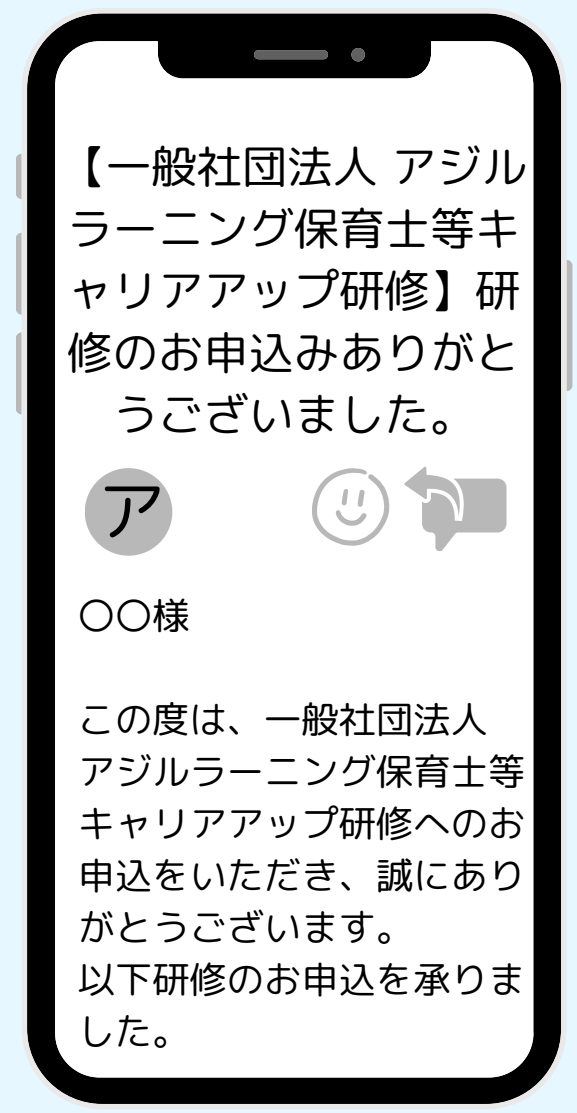 【一般社団法人 アジル
ラーニング保育士等キ
ャリアアップ研修】研
修のお申込みありがと
うございました。
ア
〇〇様
この度は、一般社団法人
アジルラーニング保育士等
キャリアアップ研修へのお
申込をいただき、誠にあり
がとうございます。
以下研修のお申込を承りま
した。